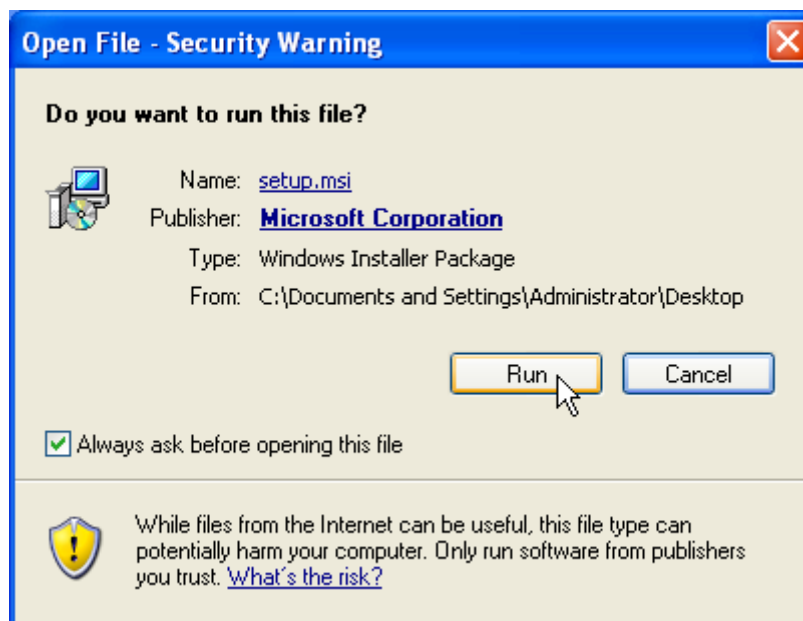 Open File - Security Warning
Do you want to run this file?
Name: setup.msi
Publisher: Microsoft Corporation
Type: Windows Installer Package
From: C:\Documents and Settings\Administrator\Desktop
Run Cancel
Always ask before opening this file
While files from the Internet can be useful, this file type can
potentially harm your computer. Only run software from publishers
you trust. What's the risk?